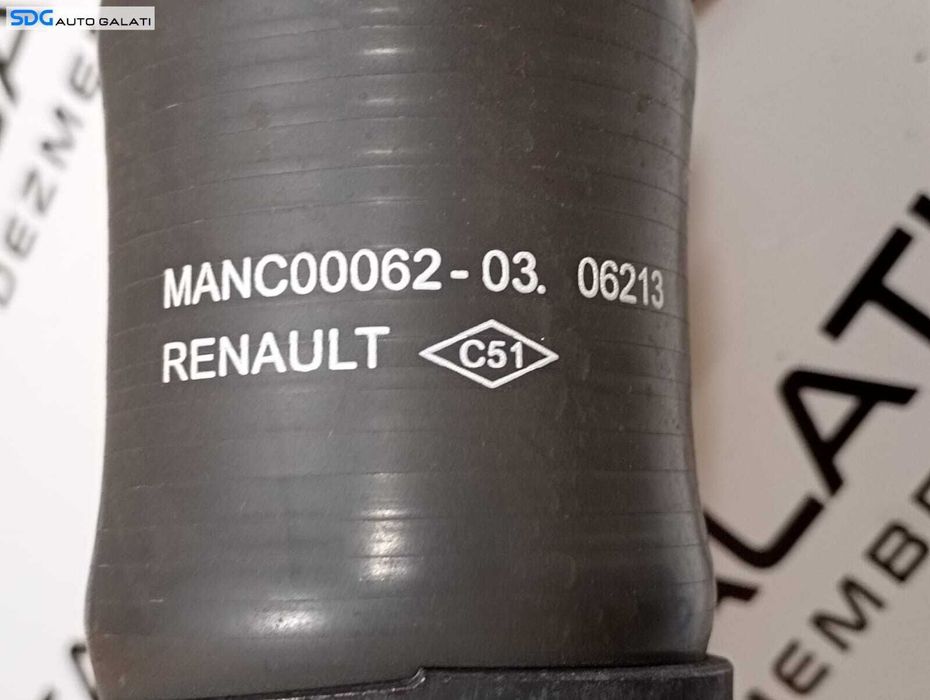 SDG AUTO GALATI
MANC00062-03. 06213
RENAULT C51